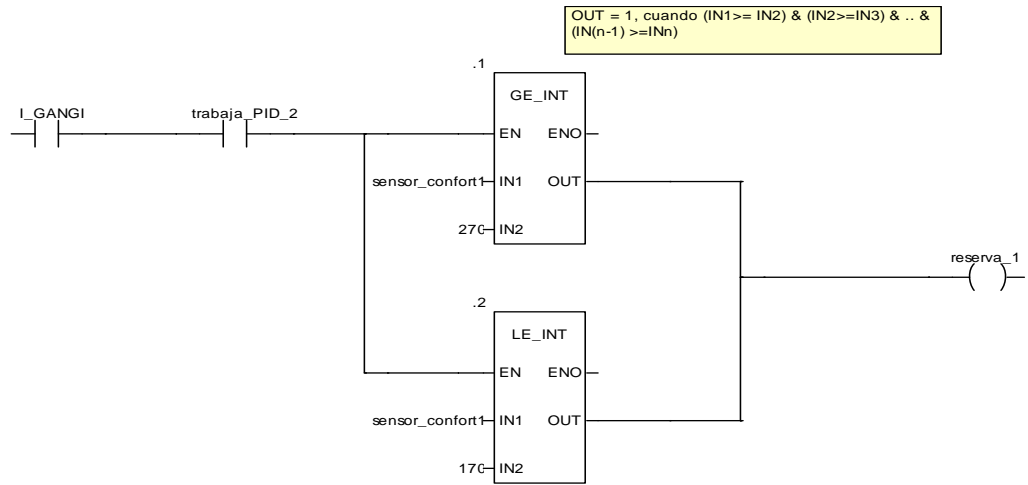 OUT = 1, cuando (IN1>= IN2) & (IN2>=IN3) & .. &
(IN(n-1) >=INn)
.1
GE_INT
I_GANGI
trabaja_PID_2
EN ENO
sensor_confort1 IN1 OUT
270 IN2
reserva_1
.2
LE_INT
EN ENO
sensor_confort1 IN1 OUT
170 IN2